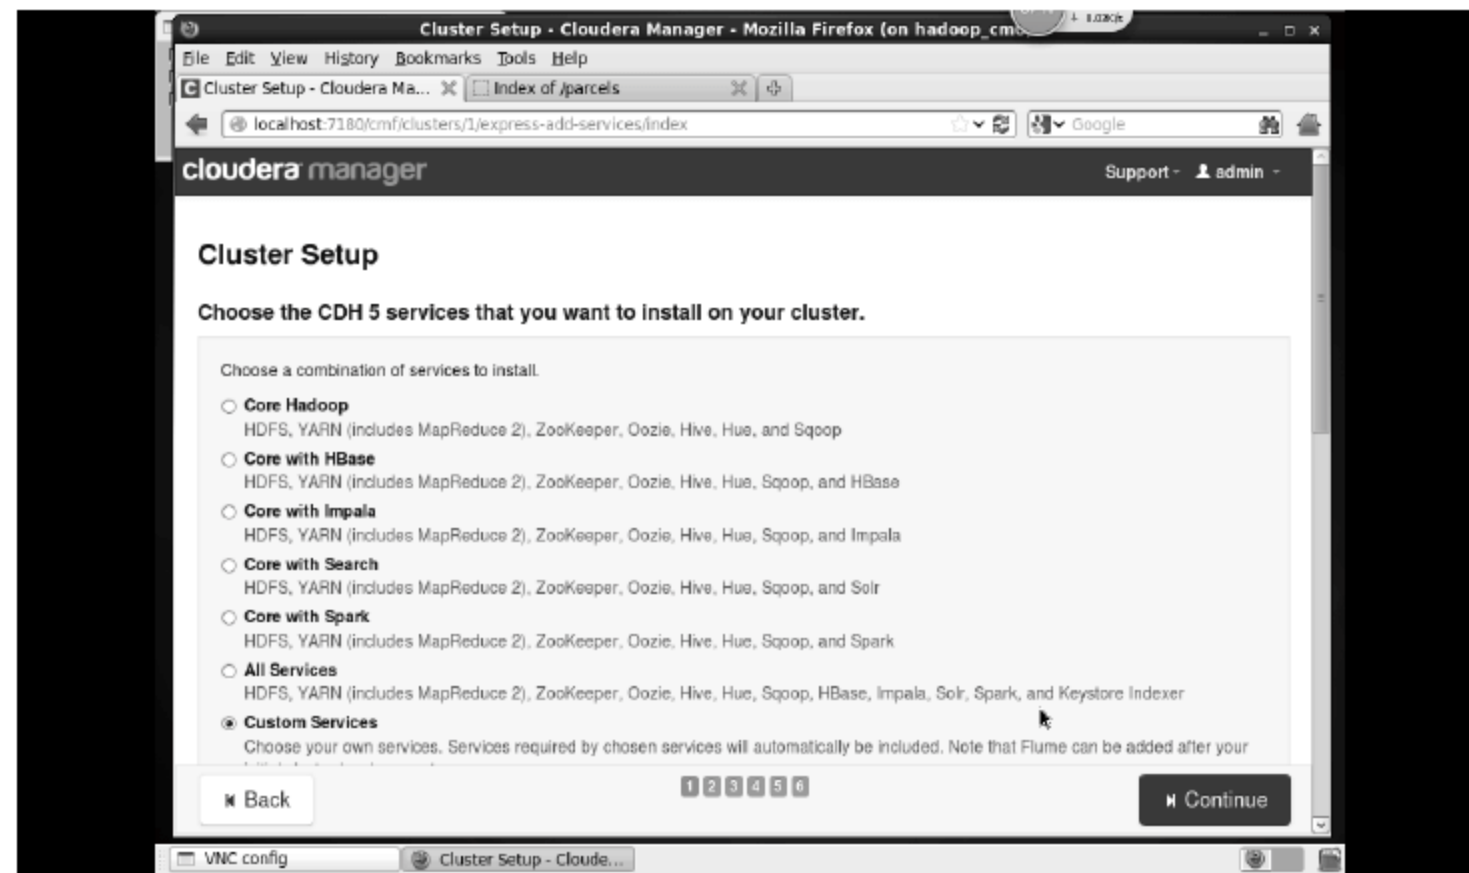 Cluster Setup - Cloudera Manager - Mozilla Firefox (on hadoop_cm
File Edit View History Bookmarks Tools Help
Cluster Setup - Cloudera Ma... Index of /parcels
localhost:7180/cmf/clusters/1/express-add-services/index Google
cloudera manager Support admin
Cluster Setup
Choose the CDH 5 services that you want to install on your cluster.
Choose a combination of services to install.
Core Hadoop
HDFS, YARN (includes MapReduce 2), ZooKeeper, Oozie, Hive, Hue, and Sqoop
Core with HBase
HDFS, YARN (includes MapReduce 2), ZooKeeper, Oozie, Hive, Hue, Sqoop, and HBase
Core with Impala
HDFS, YARN (includes MapReduce 2), ZooKeeper, Oozie, Hive, Hue, Sqoop, and Impala
Core with Search
HDFS, YARN (includes MapReduce 2), ZooKeeper, Oozie, Hive, Hue, Sqoop, and Solr
Core with Spark
HDFS, YARN (includes MapReduce 2), ZooKeeper, Oozie, Hive, Hue, Sqoop, and Spark
All Services
HDFS, YARN (includes MapReduce 2), ZooKeeper, Oozie, Hive, Hue, Sqoop, HBase, Impala, Solr, Spark, and Keystore Indexer
Custom Services
Choose your own services. Services required by chosen services will automatically be included. Note that Flume can be added after your
Back 1 2 3 4 5 6 Continue
VNC config Cluster Setup - Cloude...